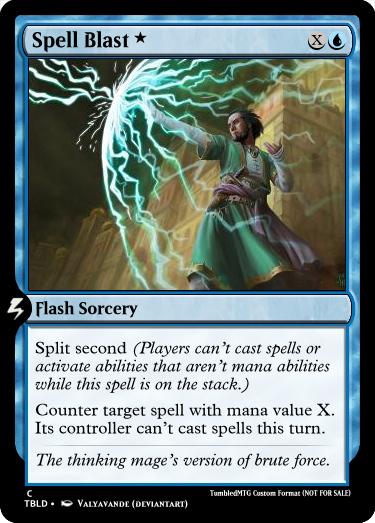 Spell Blast ★ X
Flash Sorcery
Split second (Players can't cast spells or
activate abilities that aren't mana abilities
while this spell is on the stack.)
Counter target spell with mana value X.
Its controller can't cast spells this turn.
The thinking mage's version of brute force.
C
TBLD • VALYAVANDE (DEVIANTART)
TumbledMTG Custom Format (NOT FOR SALE)